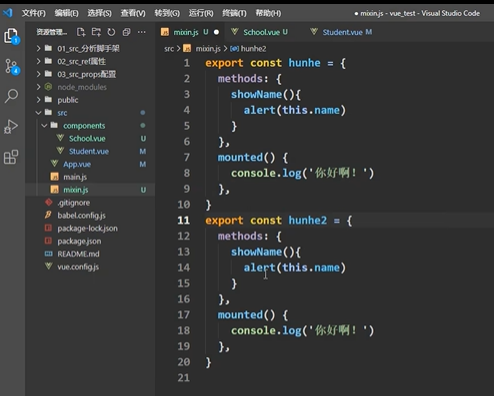 文件(F) 编辑(E) 选择(S) 查看(V) 转到(G) 运行(R) 终端(T) 帮助(H)
mixin.js - vue_test - Visual Studio Code
资源管理...
mixin.js U
School.vue U
Student.vue M
src > mixin.js > hunhe2
01_src_分析脚手架
02_src_ref属性
03_src_props配置
node_modules
public
src
components
School.vue U
Student.vue M
App.vue M
main.js
mixin.js U
.gitignore
babel.config.js
package-lock.json
package.json
README.md
vue.config.js
1 export const hunhe = {
2 methods: {
3 showName(){
4 alert(this.name)
5 }
6 },
7 mounted() {
8 console.log('你好啊！')
9 },
10 }
11 export const hunhe2 = {
12 methods: {
13 showName(){
14 alert(this.name)
15 }
16 },
17 mounted() {
18 console.log('你好啊！')
19 },
20 }
21